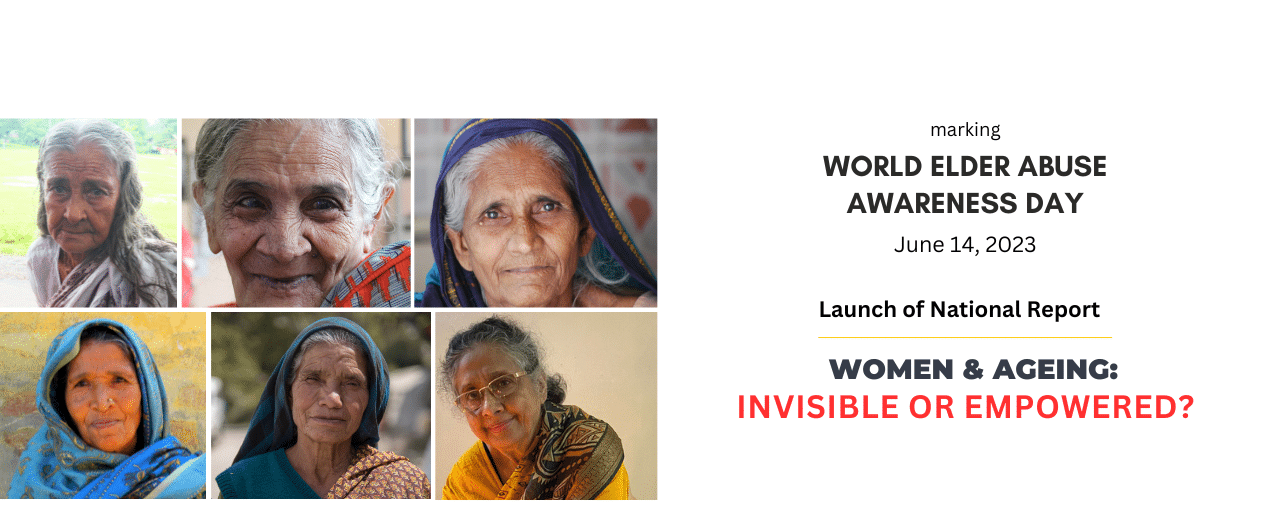 marking
WORLD ELDER ABUSE
AWARENESS DAY
June 14, 2023
Launch of National Report
WOMEN & AGEING:
INVISIBLE OR EMPOWERED?